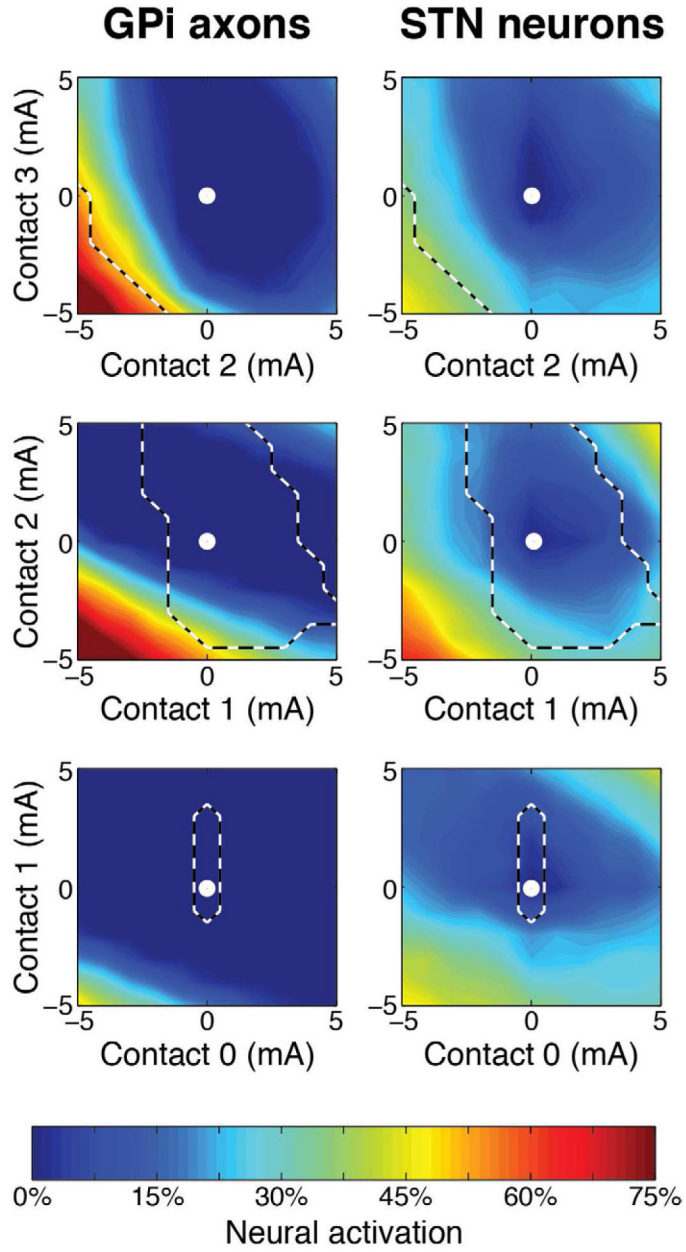 GPi axons STN neurons
5 5
Contact 3 (mA)
0 0
−5 −5
−5 0 5 −5 0 5
Contact 2 (mA) Contact 2 (mA)
5 5
Contact 2 (mA)
0 0
−5 −5
−5 0 5 −5 0 5
Contact 1 (mA) Contact 1 (mA)
5 5
Contact 1 (mA)
0 0
−5 −5
−5 0 5 −5 0 5
Contact 0 (mA) Contact 0 (mA)
0% 15% 30% 45% 60% 75%
Neural activation